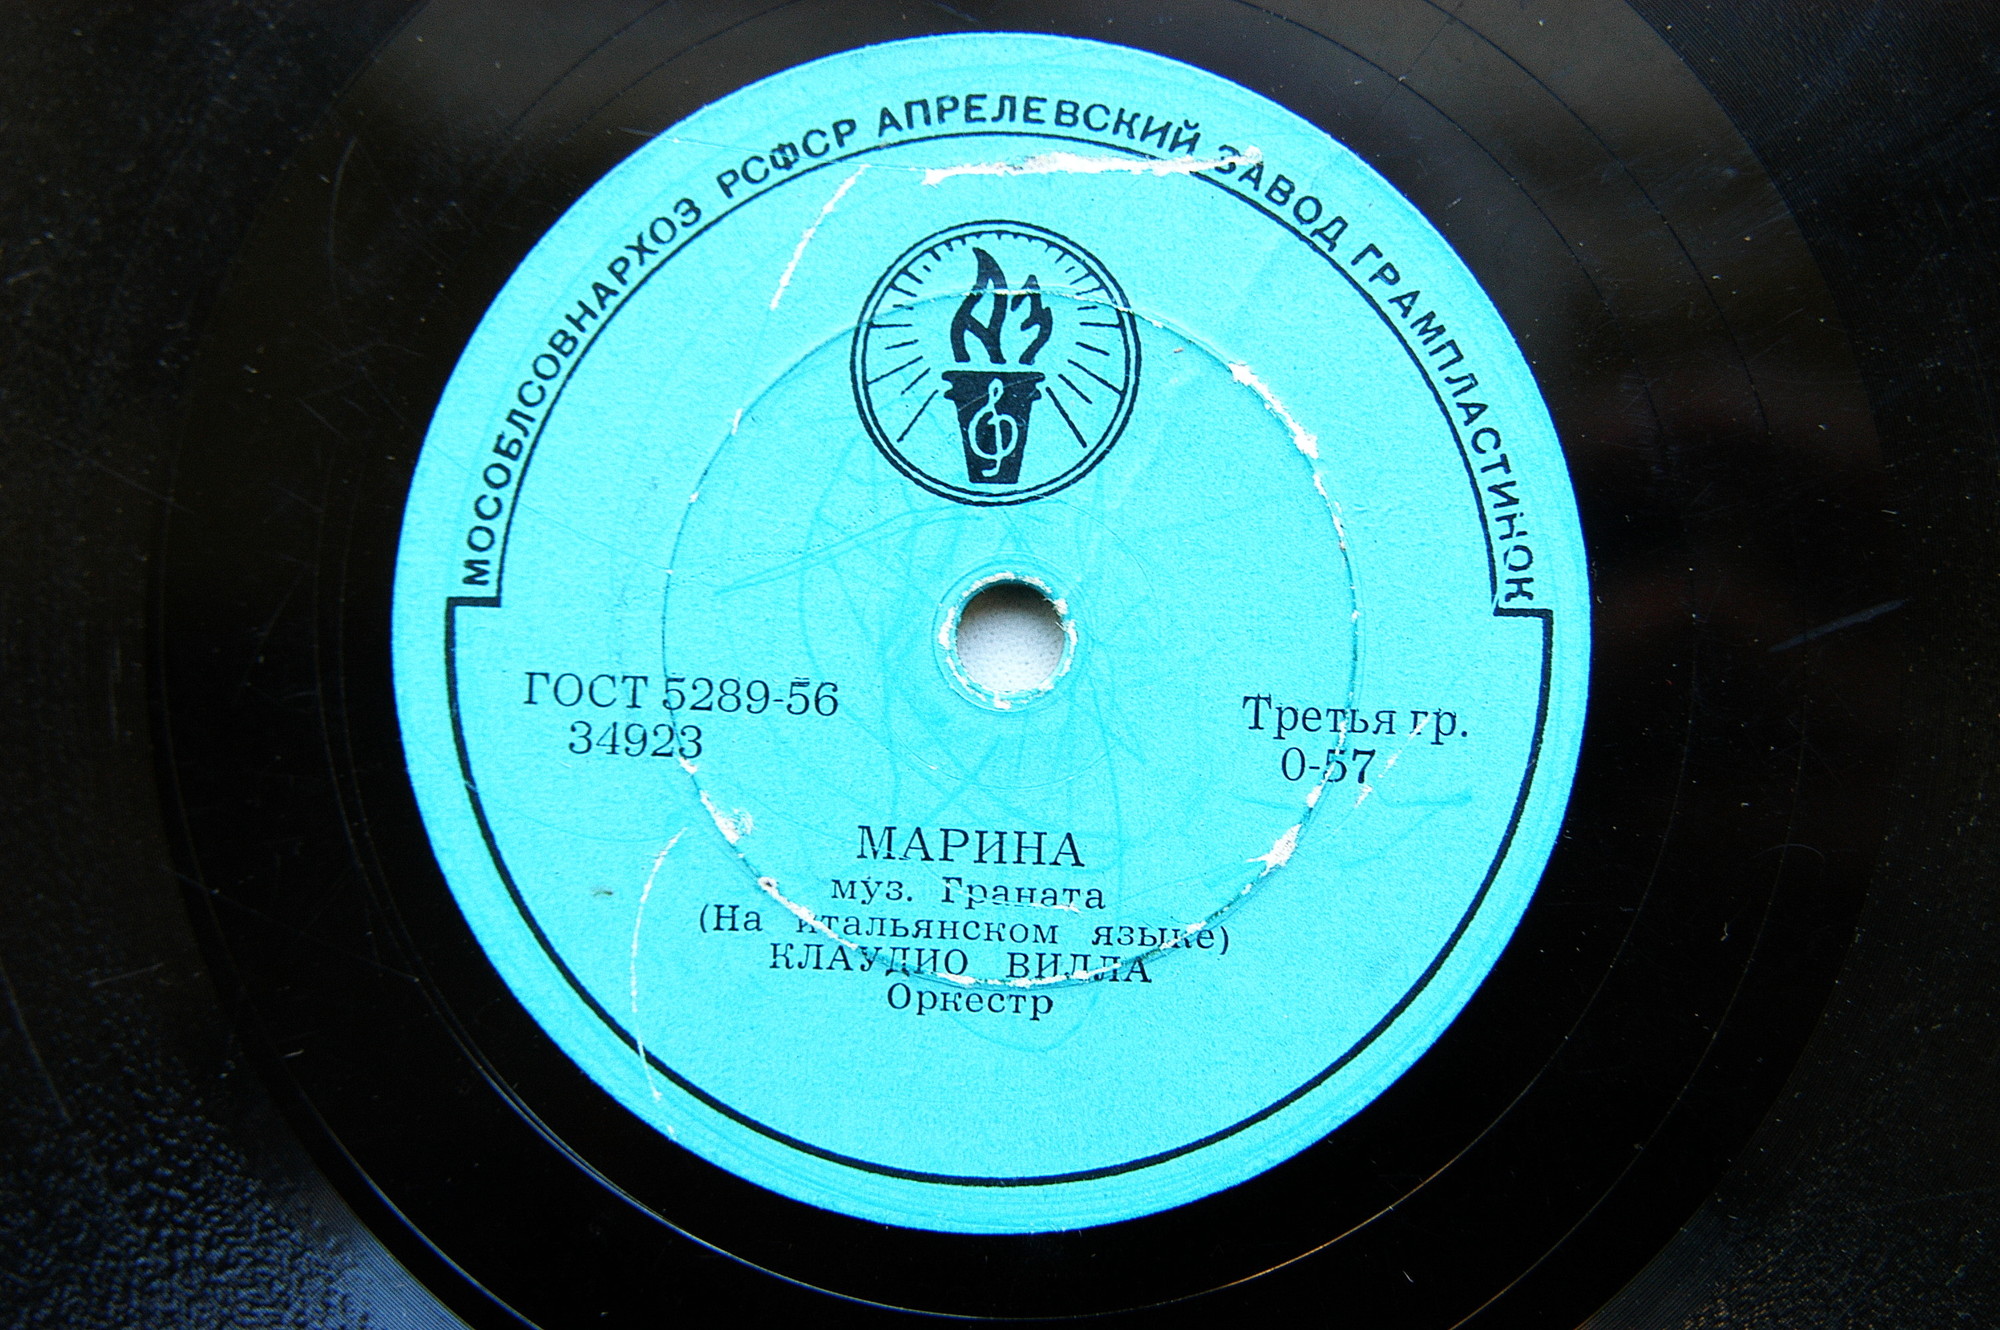 МОСОБЛСОВНАРХОЗ РСФСР АПРЕЛЕВСКИЙ ЗАВОД ГРАМПЛАСТИНОК
АЗ
ГОСТ 5289-56
34923
Третья гр.
0-57
МАРИНА
муз. Граната
(На итальянском языке)
КЛАУДИО ВИЛЛА
Оркестр